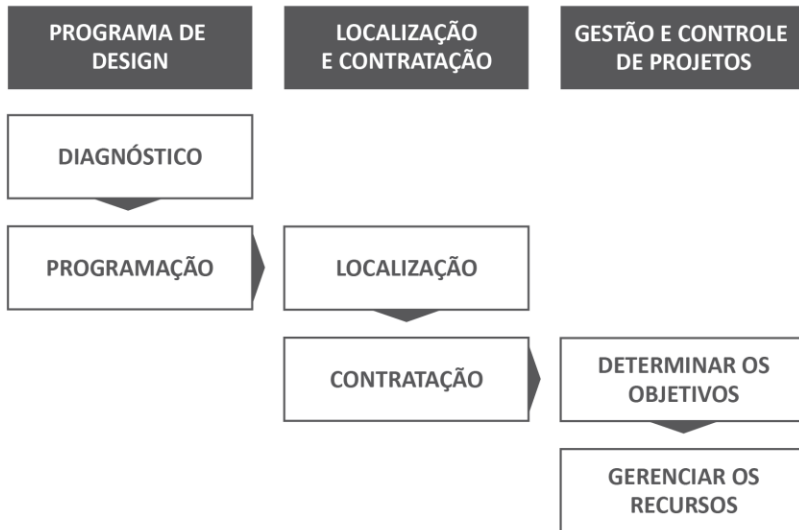 PROGRAMA DE
DESIGN
LOCALIZAÇÃO
E CONTRATAÇÃO
GESTÃO E CONTROLE
DE PROJETOS
DIAGNÓSTICO
PROGRAMAÇÃO
LOCALIZAÇÃO
CONTRATAÇÃO
DETERMINAR OS
OBJETIVOS
GERENCIAR OS
RECURSOS